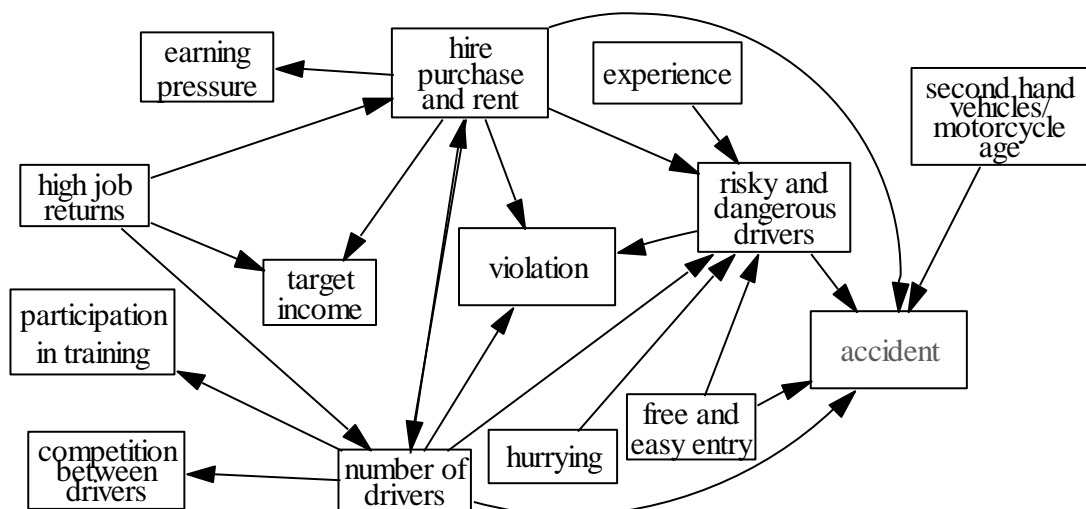 earning
pressure
hire
purchase
and rent
experience
second hand
vehicles/
motorcycle
age
high job
returns
risky and
dangerous
drivers
target
income
violation
participation
in training
accident
competition
between
drivers
number of
drivers
hurrying
free and
easy entry